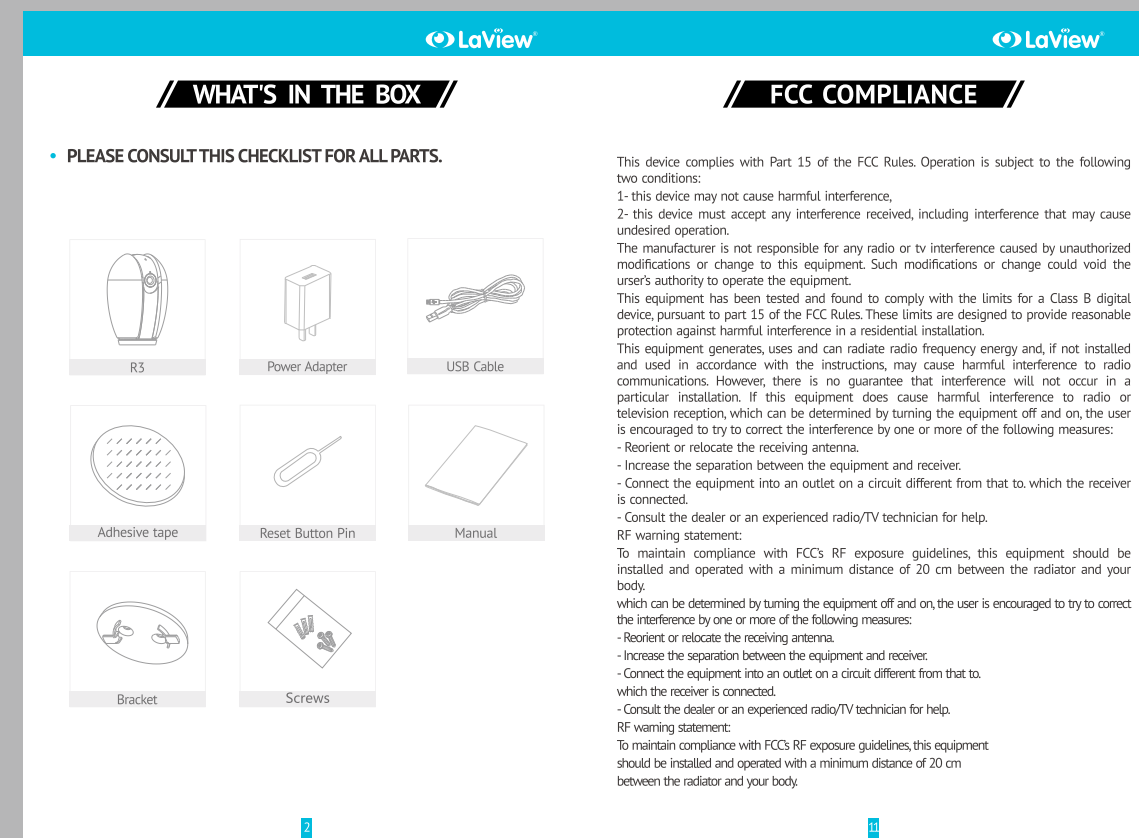 LaView®
WHAT'S IN THE BOX
• PLEASE CONSULT THIS CHECKLIST FOR ALL PARTS.
R3
Power Adapter
USB Cable
Adhesive tape
Reset Button Pin
Manual
Bracket
Screws
2
LaView®
FCC COMPLIANCE
This device complies with Part 15 of the FCC Rules. Operation is subject to the following
two conditions:
1- this device may not cause harmful interference,
2- this device must accept any interference received, including interference that may cause
undesired operation.
The manufacturer is not responsible for any radio or tv interference caused by unauthorized
modifications or change to this equipment. Such modifications or change could void the
urser's authority to operate the equipment.
This equipment has been tested and found to comply with the limits for a Class B digital
device, pursuant to part 15 of the FCC Rules. These limits are designed to provide reasonable
protection against harmful interference in a residential installation.
This equipment generates, uses and can radiate radio frequency energy and, if not installed
and used in accordance with the instructions, may cause harmful interference to radio
communications. However, there is no guarantee that interference will not occur in a
particular installation. If this equipment does cause harmful interference to radio or
television reception, which can be determined by turning the equipment off and on, the user
is encouraged to try to correct the interference by one or more of the following measures:
- Reorient or relocate the receiving antenna.
- Increase the separation between the equipment and receiver.
- Connect the equipment into an outlet on a circuit different from that to. which the receiver
is connected.
- Consult the dealer or an experienced radio/TV technician for help.
RF warning statement:
To maintain compliance with FCC's RF exposure guidelines, this equipment should be
installed and operated with a minimum distance of 20 cm between the radiator and your
body.
which can be determined by turning the equipment off and on, the user is encouraged to try to correct
the interference by one or more of the following measures:
- Reorient or relocate the receiving antenna.
- Increase the separation between the equipment and receiver.
- Connect the equipment into an outlet on a circuit different from that to.
which the receiver is connected.
- Consult the dealer or an experienced radio/TV technician for help.
RF warning statement:
To maintain compliance with FCC's RF exposure guidelines, this equipment
should be installed and operated with a minimum distance of 20 cm
between the radiator and your body.
11